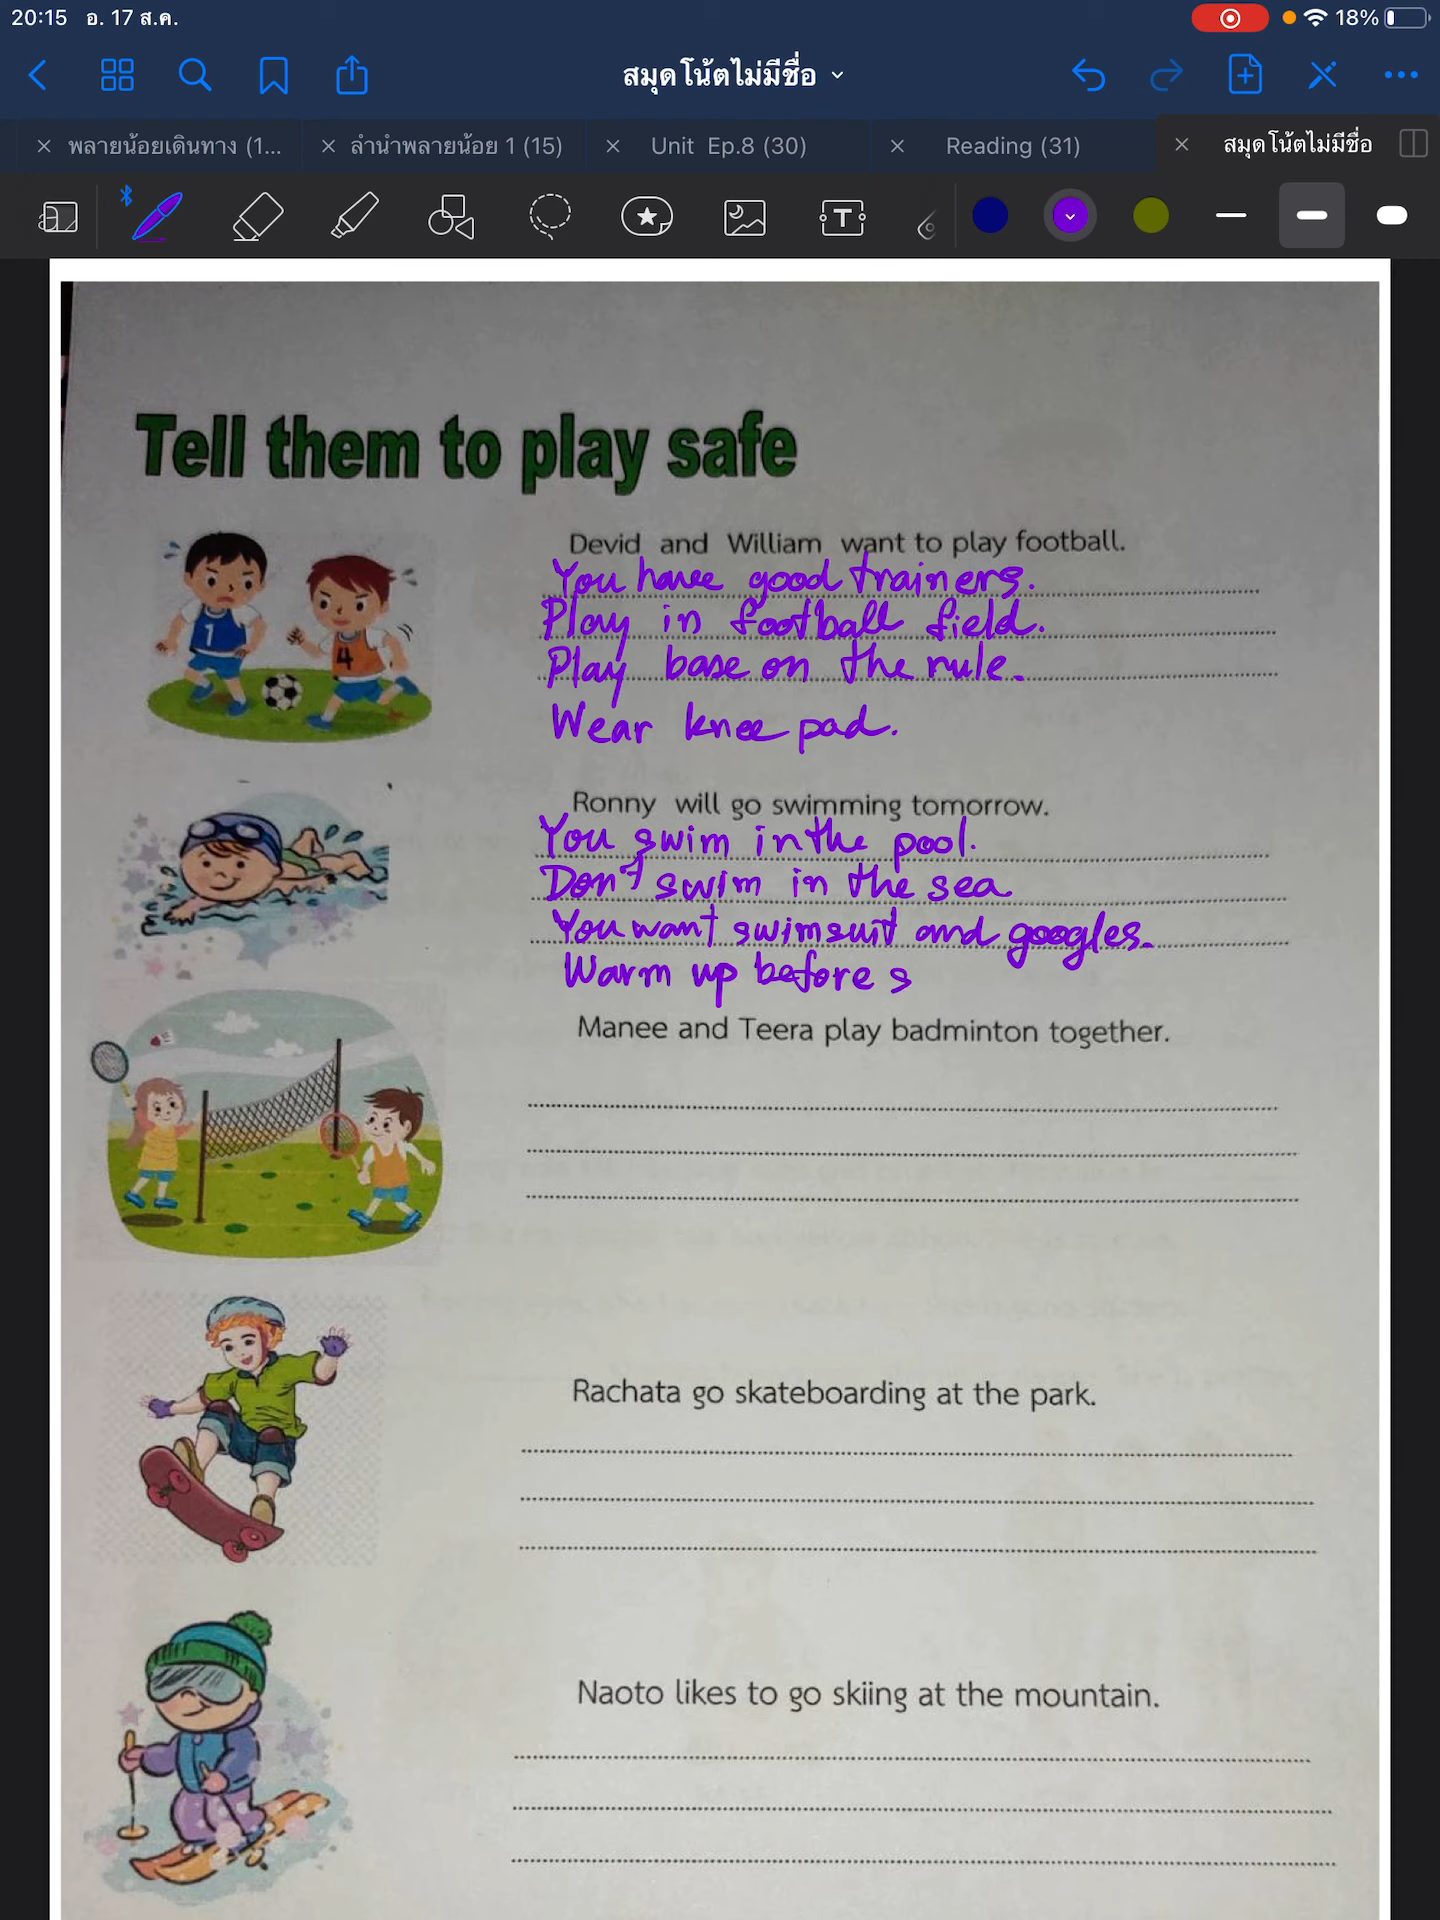 20:15 อ. 17 ส.ค.
18%
สมุดโน้ตไม่มีชื่อ
พลายน้อยเดินทาง (1...
ลำนำพลายน้อย 1 (15)
Unit Ep.8 (30)
Reading (31)
สมุดโน้ตไม่มีชื่อ
Tell them to play safe
Devid and William want to play football.
You have good trainers.
Play in football field.
Play base on the rule.
Wear knee pad.
1
4
Ronny will go swimming tomorrow.
You swim in the pool.
Don't swim in the sea
You want swimsuit and googles.
Warm up before s
Manee and Teera play badminton together.
Rachata go skateboarding at the park.
Naoto likes to go skiing at the mountain.